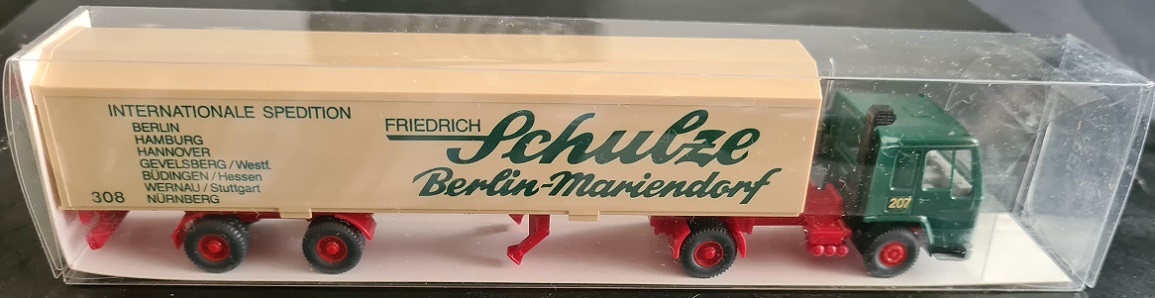 INTERNATIONALE SPEDITION
BERLIN
HAMBURG
HANNOVER
GEVELSBERG/Westf.
BÜDINGEN/Hessen
WERNAU/Stuttgart
NÜRNBERG
308
FRIEDRICH Schulze
Berlin-Mariendorf
207